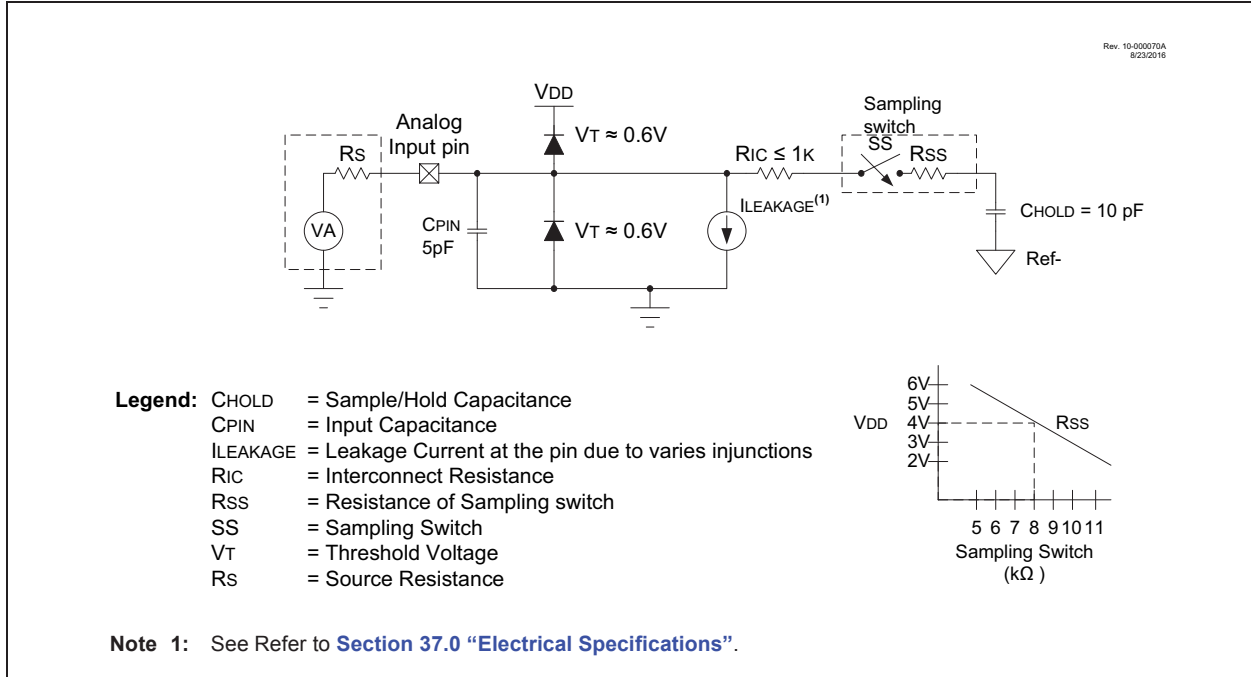 Rev. 10-000070A
8/23/2016
VDD
Sampling
switch
Analog
Input pin
VT ≈ 0.6V
RS
RIC ≤ 1K
SS
RSS
ILEAKAGE(1)
CHOLD = 10 pF
VA
CPIN
5pF
VT ≈ 0.6V
Ref-
Legend: CHOLD = Sample/Hold Capacitance
CPIN = Input Capacitance
ILEAKAGE = Leakage Current at the pin due to varies injunctions
RIC = Interconnect Resistance
RSS = Resistance of Sampling switch
SS = Sampling Switch
VT = Threshold Voltage
RS = Source Resistance
6V
5V
VDD 4V RSS
3V
2V
5 6 7 8 9 10 11
Sampling Switch
(kΩ )
Note 1: See Refer to Section 37.0 “Electrical Specifications”.